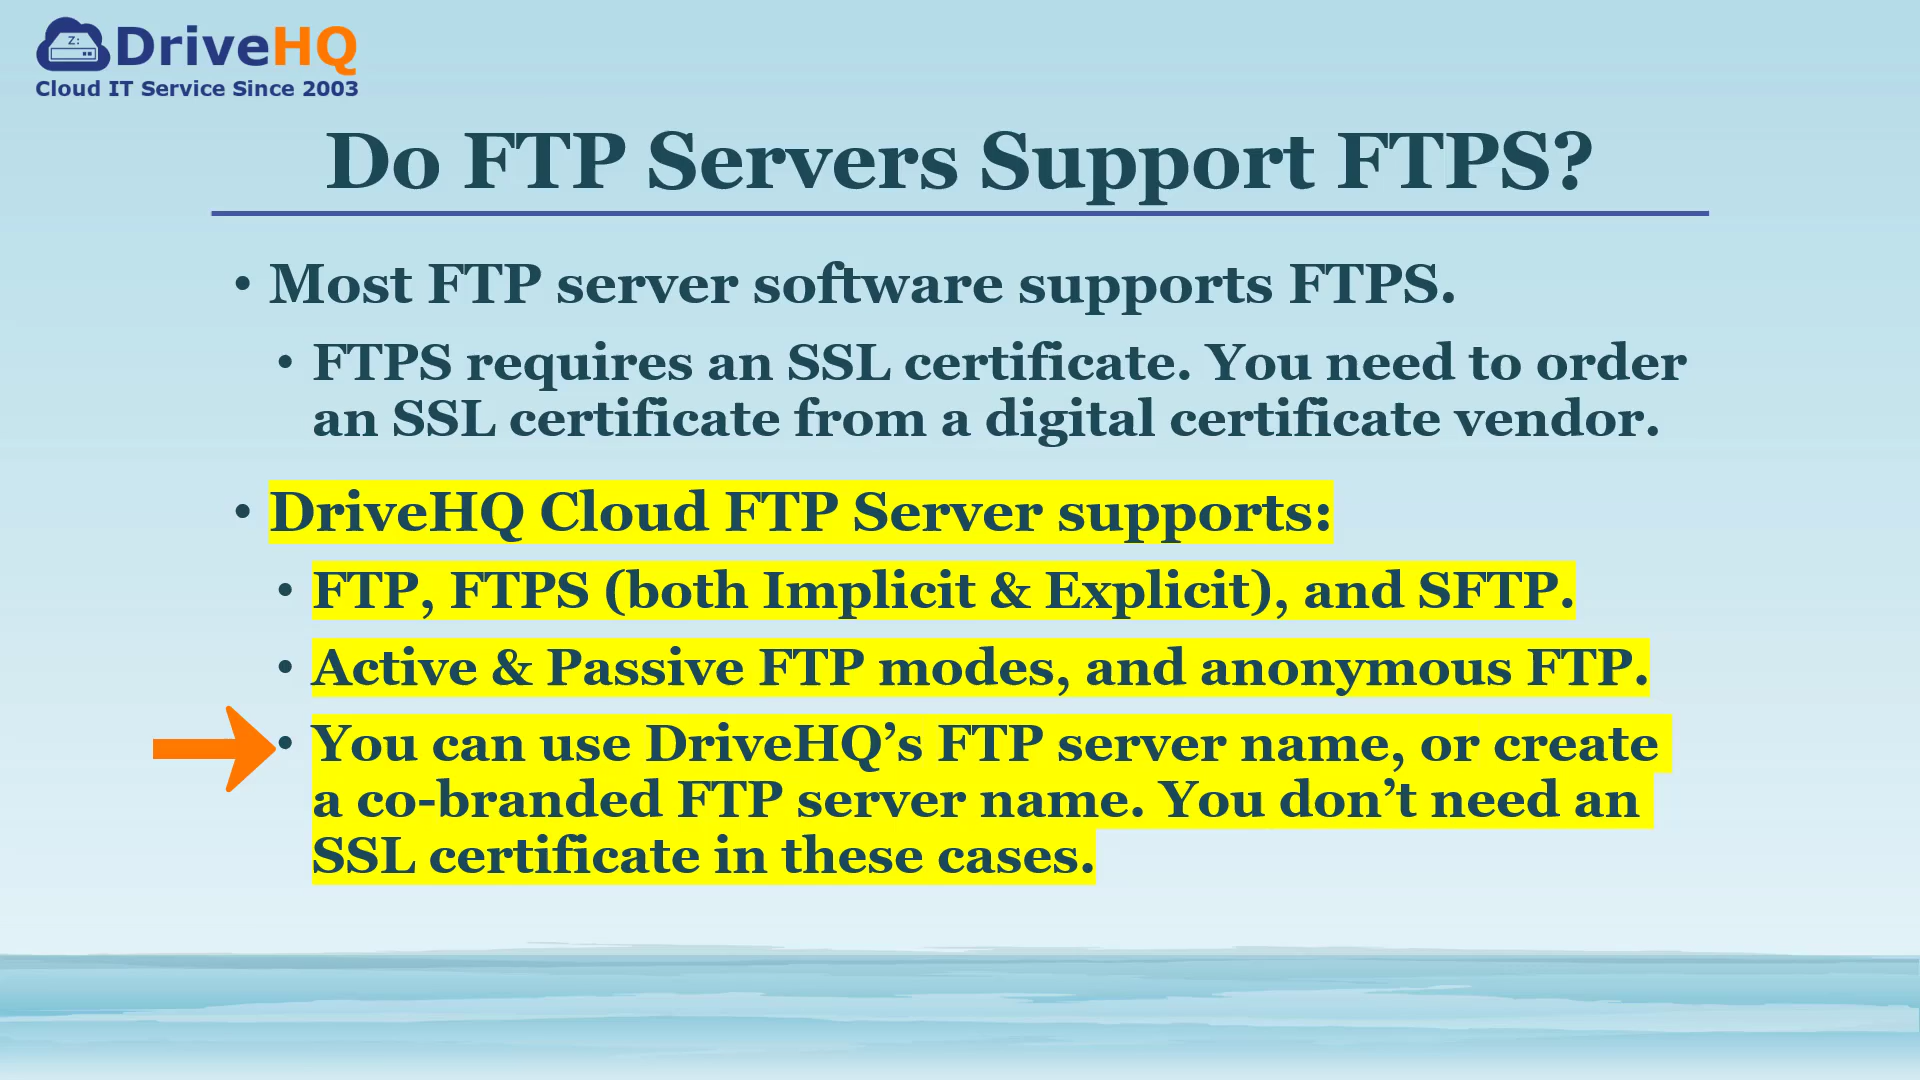 Z:
DriveHQ
Cloud IT Service Since 2003
Do FTP Servers Support FTPS?
• Most FTP server software supports FTPS.
• FTPS requires an SSL certificate. You need to order
an SSL certificate from a digital certificate vendor.
• DriveHQ Cloud FTP Server supports:
• FTP, FTPS (both Implicit & Explicit), and SFTP.
• Active & Passive FTP modes, and anonymous FTP.
• You can use DriveHQ’s FTP server name, or create
a co-branded FTP server name. You don’t need an
SSL certificate in these cases.